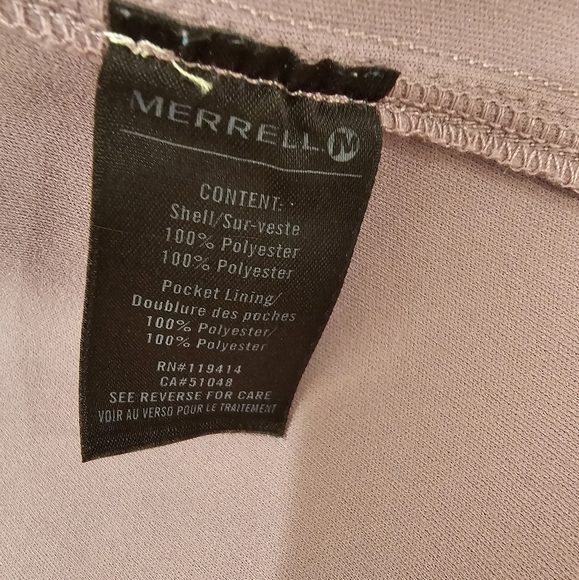 MERRELL
CONTENT:
Shell/Sur-veste
100% Polyester
100% Polyester
Pocket Lining/
Doublure des poches
100% Polyester/
100% Polyester
RN#119414
CA#51048
SEE REVERSE FOR CARE
VOIR AU VERSO POUR LE TRAITEMENT